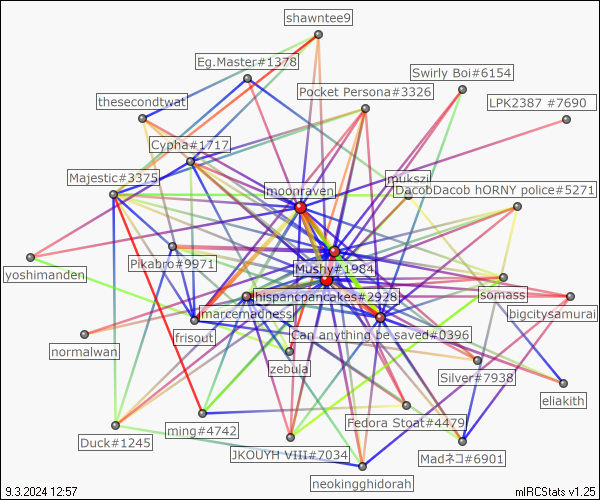 shawntee9
Eg.Master#1378
Swirly Boi#6154
Pocket Persona#3326
thesecondtwat
LPK2387 #7690
Cypha#1717
Majestic#3375
mukszi
moonraven
DacobDacob hORNY police#5271
Pikabro#9971
Mushy#1984
yoshimanden
hispancpancakes#2928
somass
marcemadness
bigcitysamurai
frisout
Can anything be saved#0396
normalwan
zebula
Silver#7938
eliakith
Fedora Stoat#4479
ming#4742
Duck#1245
JKOUYH VIII#7034
Madネコ#6901
neokingghidorah
9.3.2024 12:57
mIRCStats v1.25